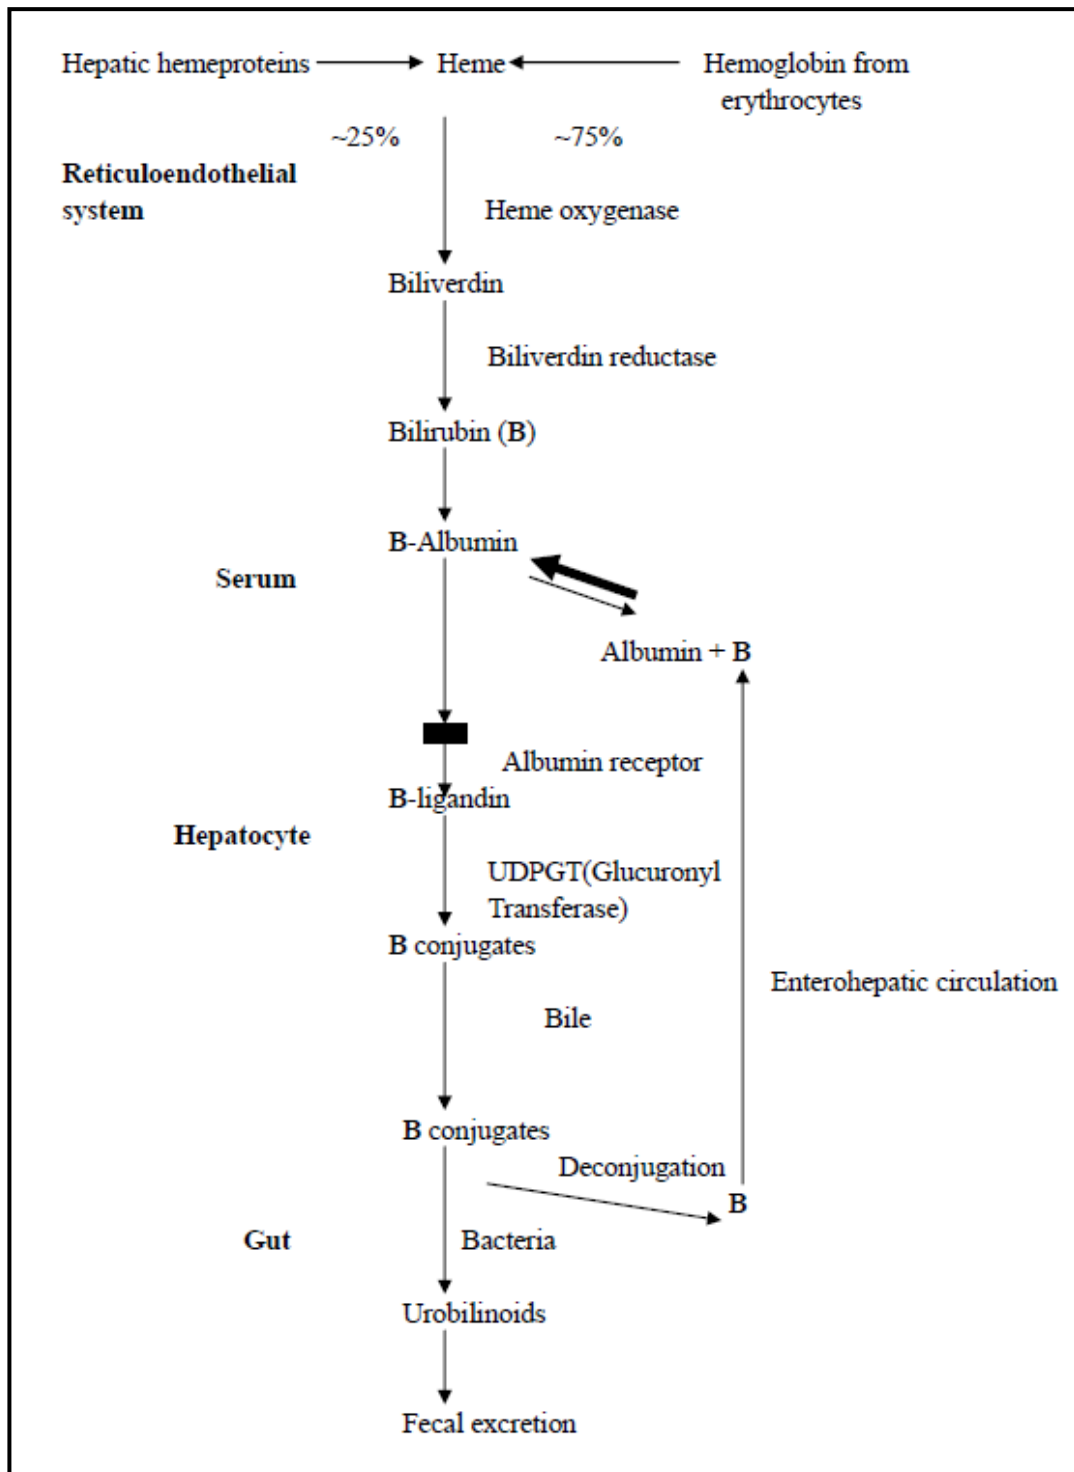 Hepatic hemeproteins
Heme
Hemoglobin from
erythrocytes
~25%
~75%
Reticuloendothelial
system
Heme oxygenase
Biliverdin
Biliverdin reductase
Bilirubin (B)
B-Albumin
Serum
Albumin + B
Albumin receptor
B-ligandin
Hepatocyte
UDPGT(Glucuronyl
Transferase)
B conjugates
Enterohepatic circulation
Bile
B conjugates
Deconjugation
B
Gut
Bacteria
Urobilinoids
Fecal excretion